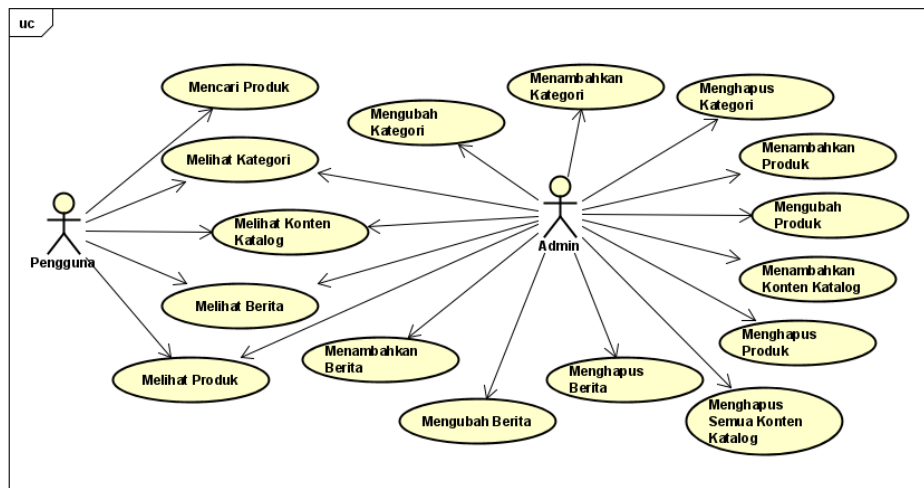 uc
Mencari Produk
Melihat Kategori
Melihat Konten
Katalog
Melihat Berita
Melihat Produk
Pengguna
Mengubah
Kategori
Menambahkan
Kategori
Menghapus
Kategori
Menambahkan
Produk
Mengubah
Produk
Menambahkan
Konten Katalog
Menghapus
Produk
Menghapus
Semua Konten
Katalog
Admin
Menambahkan
Berita
Mengubah Berita
Menghapus
Berita